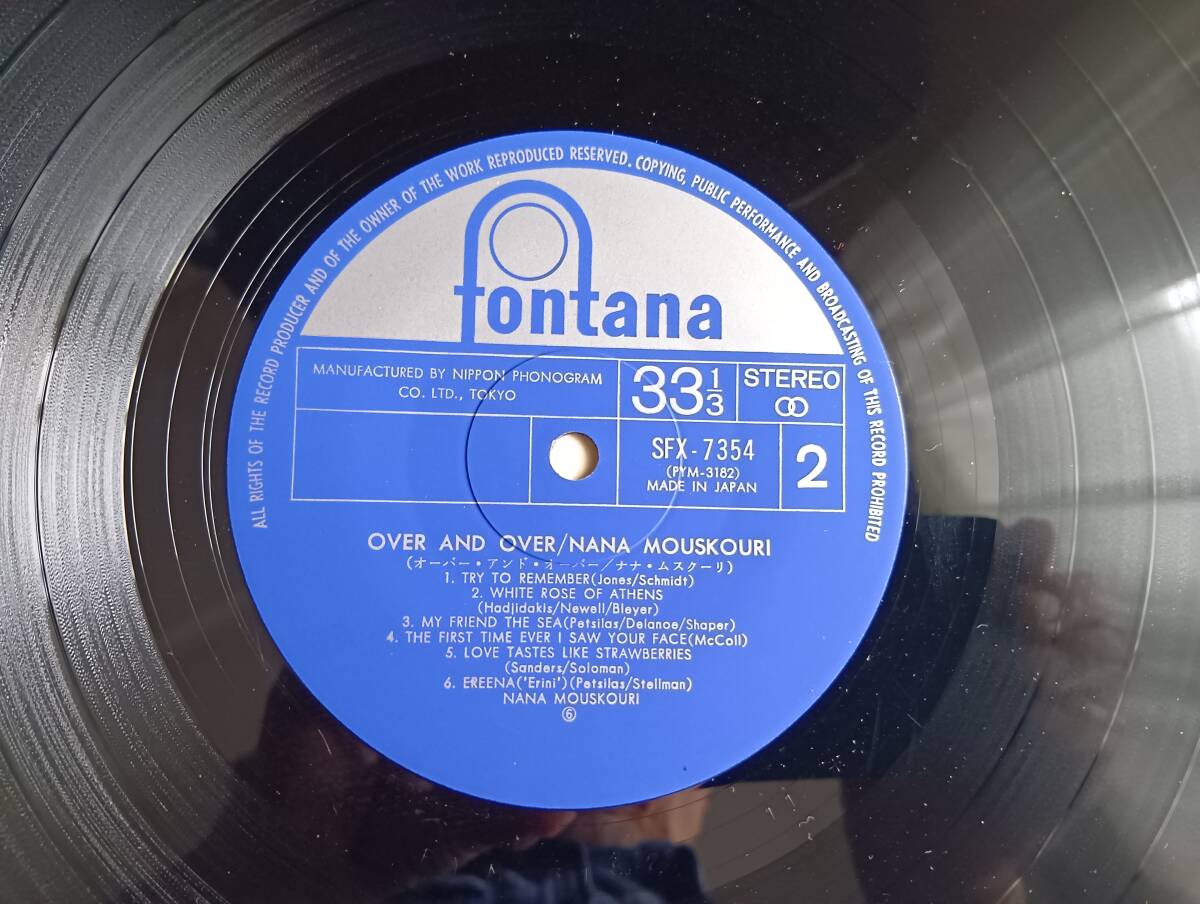 ALL RIGHTS OF THE RECORD PRODUCER AND OF THE OWNER OF THE WORK REPRODUCED RESERVED. COPYING, PUBLIC PERFORMANCE AND BROADCASTING OF THIS RECORD PROHIBITED
fontana
MANUFACTURED BY NIPPON PHONOGRAM
CO. LTD., TOKYO
33 1/3
STEREO
SFX-7354
(PYM-3182)
MADE IN JAPAN
2
OVER AND OVER/NANA MOUSKOURI
(オーバー・アンド・オーバー/ナナ・ムスクーリ)
1. TRY TO REMEMBER(Jones/Schmidt)
2. WHITE ROSE OF ATHENS
(Hadjidakis/Newell/Bleyer)
3. MY FRIEND THE SEA(Petsilas/Delanoe/Shaper)
4. THE FIRST TIME EVER I SAW YOUR FACE(McColl)
5. LOVE TASTES LIKE STRAWBERRIES
(Sanders/Soloman)
6. EREENA('Erini')(Petsilas/Stellman)
NANA MOUSKOURI
⑥